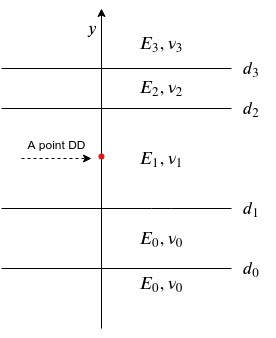 y
E₃, ν₃
d₃
E₂, ν₂
d₂
A point DD
E₁, ν₁
d₁
E₀, ν₀
d₀
E₀, ν₀